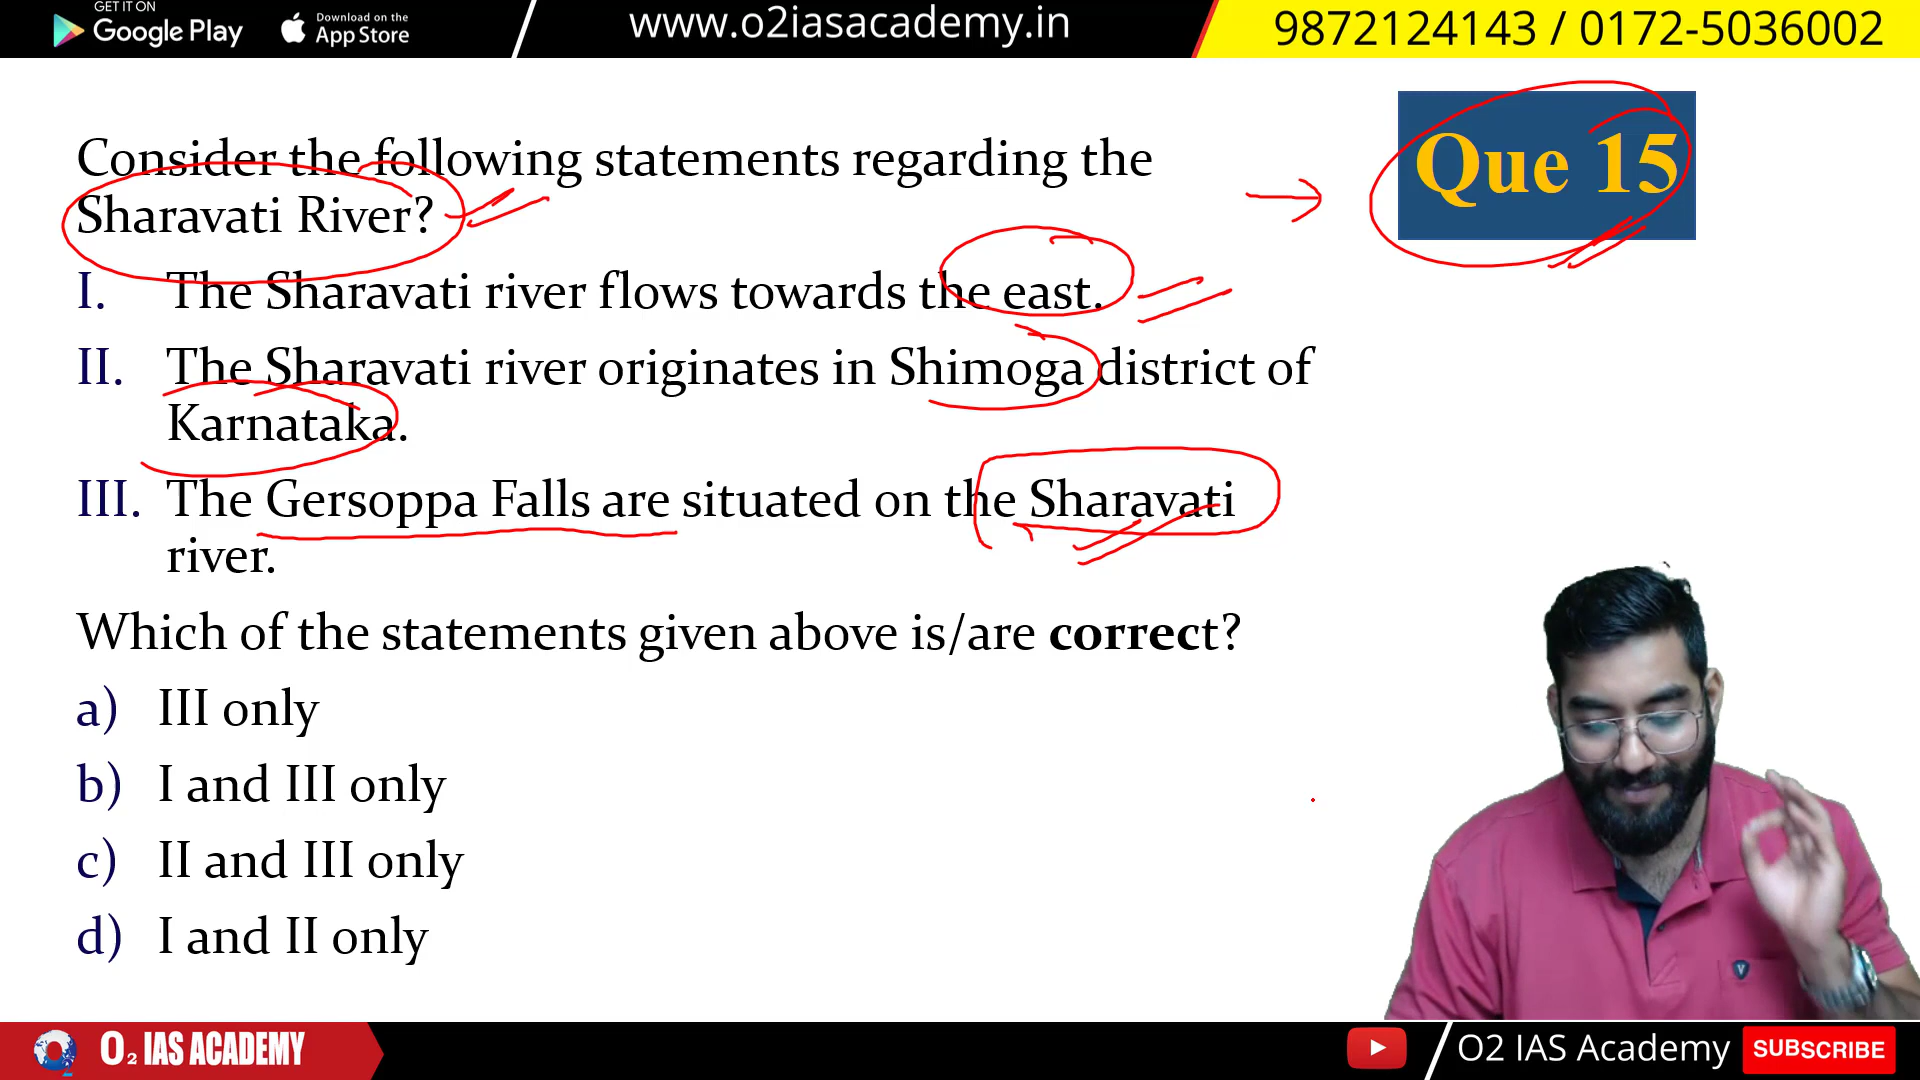 GET IT ON
Google Play
Download on the
App Store
www.o2iasacademy.in
9872124143 / 0172-5036002
Que 15
Consider the following statements regarding the
Sharavati River?
I. The Sharavati river flows towards the east.
II. The Sharavati river originates in Shimoga district of
Karnataka.
III. The Gersoppa Falls are situated on the Sharavati
river.
Which of the statements given above is/are correct?
a) III only
b) I and III only
c) II and III only
d) I and II only
V
O2 IAS ACADEMY
O2 IAS Academy
SUBSCRIBE